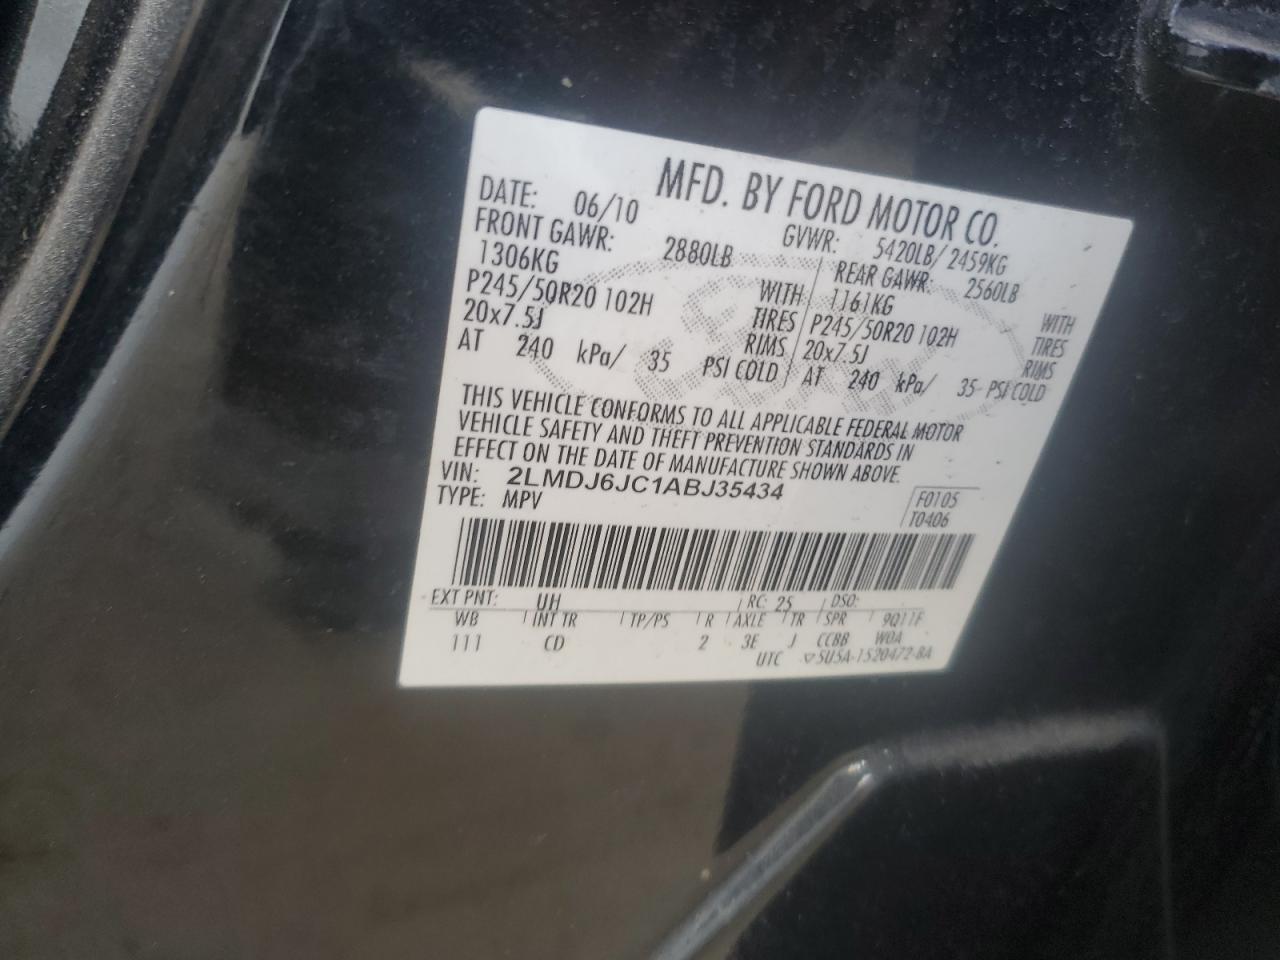 MFD. BY FORD MOTOR CO.
DATE: 06/10 GVWR: 5420LB/2459KG
FRONT GAWR: 2880LB REAR GAWR: 2560LB
1306KG WITH 1161KG WITH
P245/50R20 102H TIRES P245/50R20 102H TIRES
20x7.5J RIMS 20x7.5J RIMS
AT 240 kPa/ 35 PSI COLD AT 240 kPa/ 35 PSI COLD
THIS VEHICLE CONFORMS TO ALL APPLICABLE FEDERAL MOTOR
VEHICLE SAFETY AND THEFT PREVENTION STANDARDS IN
EFFECT ON THE DATE OF MANUFACTURE SHOWN ABOVE.
VIN: 2LMDJ6JC1ABJ35434 F0105
TYPE: MPV T0406
EXT PNT: UH RC: 25 DSO:
WB INT TR TP/PS R AXLE TR SPR 9Q11F
111 CD 2 3E J CCBB W0A
UTC ▽5U5A-1520472-BA